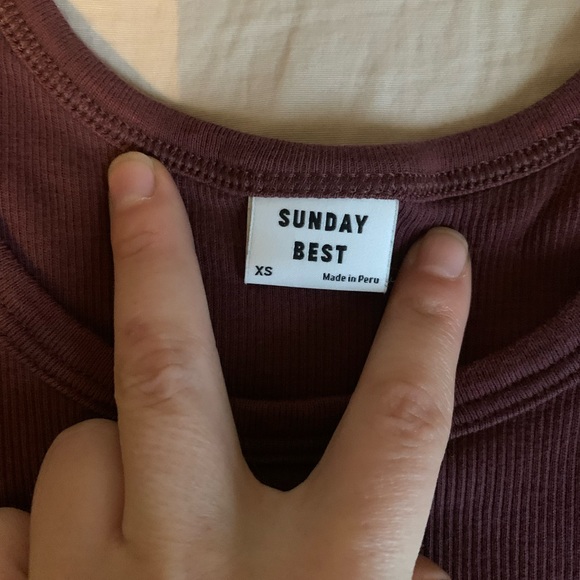 SUNDAY
BEST
XS
Made in Peru